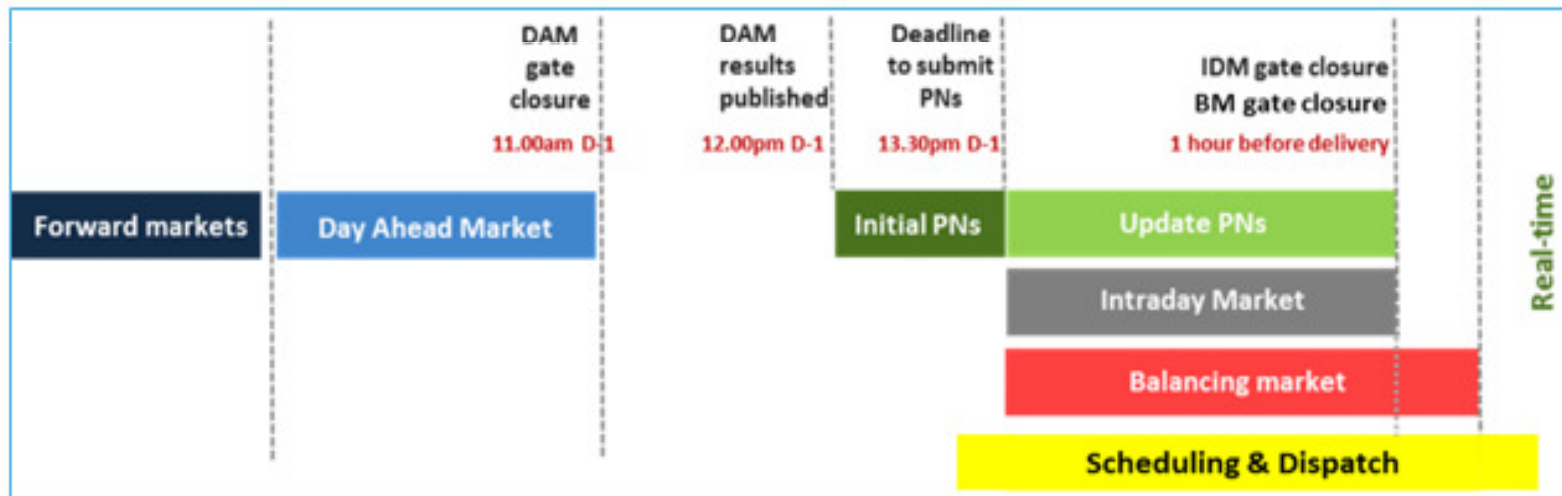 DAM
gate
closure
11.00am D-1
DAM
results
published
12.00pm D-1
Deadline
to submit
PNs
13.30pm D-1
IDM gate closure
BM gate closure
1 hour before delivery
Forward markets
Day Ahead Market
Initial PNs
Update PNs
Intraday Market
Balancing market
Scheduling & Dispatch
Real-time